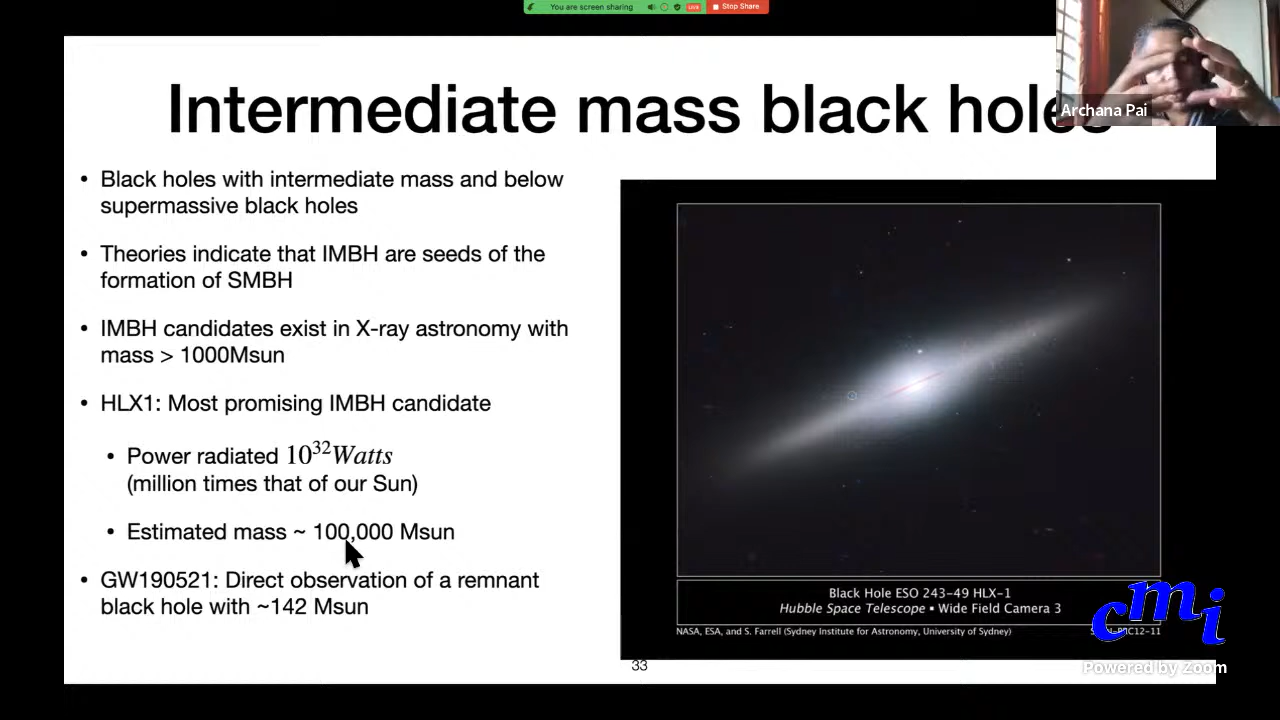 You are screen sharing
LIVE
Stop Share
Archana Pai
Intermediate mass black hole
• Black holes with intermediate mass and below
supermassive black holes
• Theories indicate that IMBH are seeds of the
formation of SMBH
• IMBH candidates exist in X-ray astronomy with
mass > 1000Msun
• HLX1: Most promising IMBH candidate
• Power radiated 10³²Watts
(million times that of our Sun)
• Estimated mass ~ 100,000 Msun
• GW190521: Direct observation of a remnant
black hole with ~142 Msun
Black Hole ESO 243-49 HLX-1
Hubble Space Telescope ▪ Wide Field Camera 3
NASA, ESA, and S. Farrell (Sydney Institute for Astronomy, University of Sydney)
cmi
33
Powered by Zoom